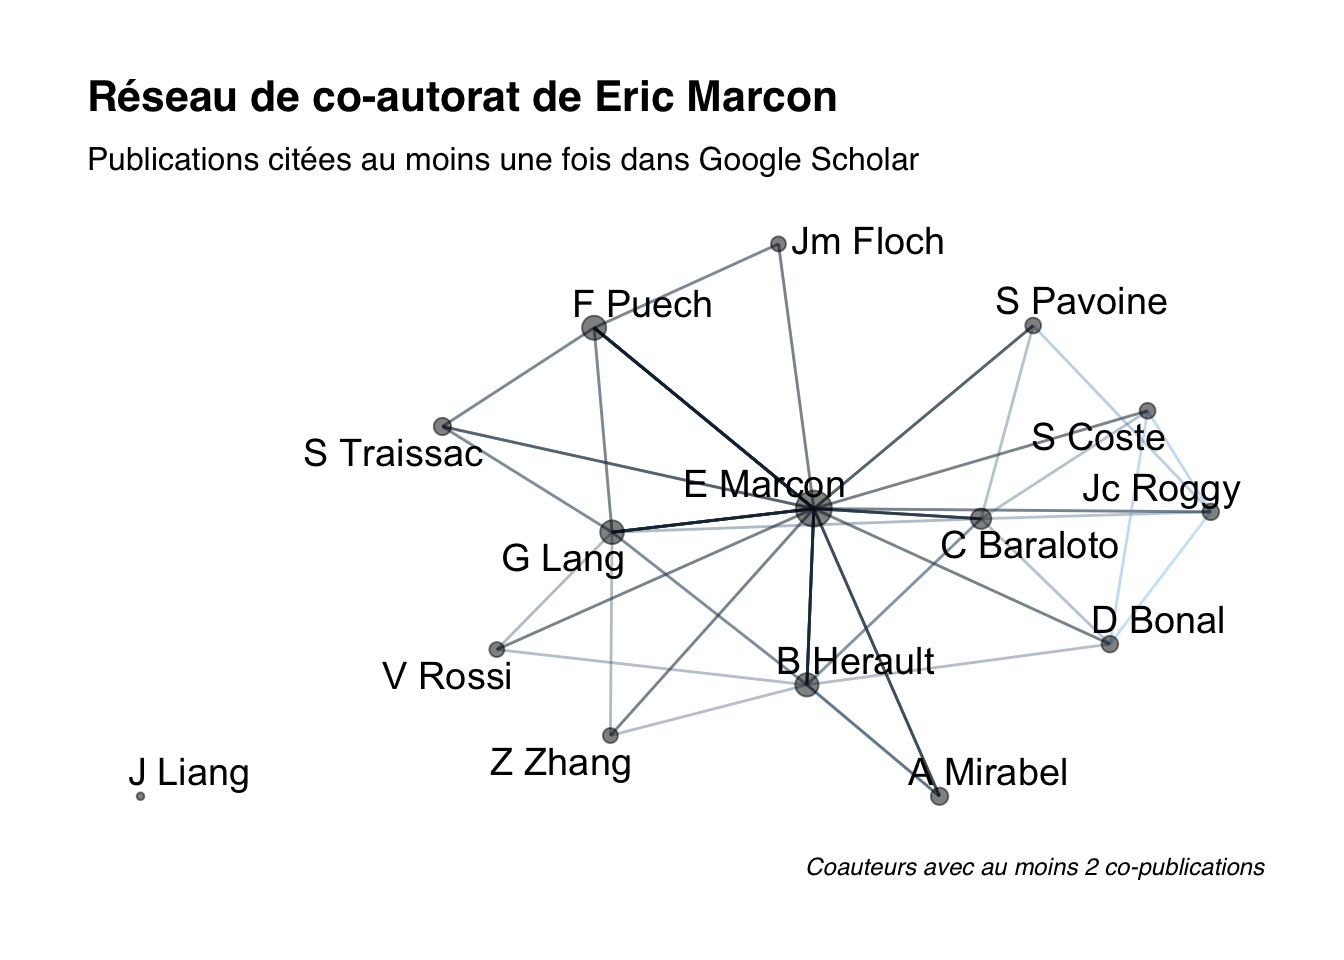 Réseau de co-autorat de Eric Marcon
Publications citées au moins une fois dans Google Scholar
Jm Floch
F Puech
S Pavoine
S Coste
S Traissac
E Marcon
Jc Roggy
C Baraloto
G Lang
D Bonal
B Herault
V Rossi
Z Zhang
J Liang
A Mirabel
Coauteurs avec au moins 2 co-publications